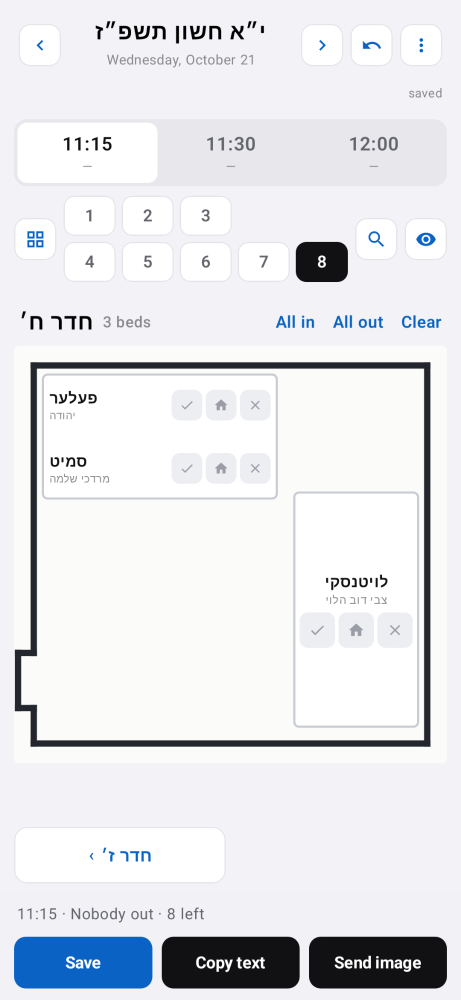 י״א חשון תשפ״ז
Wednesday, October 21
saved
11:15
11:30
12:00
—
—
—
1
2
3
4
5
6
7
8
חדר ח׳
3 beds
All in
All out
Clear
פעלער
יהודה
סמיט
מרדכי שלמה
לויטנסקי
צבי דוב הלוי
חדר ז׳ ›
11:15 · Nobody out · 8 left
Save
Copy text
Send image